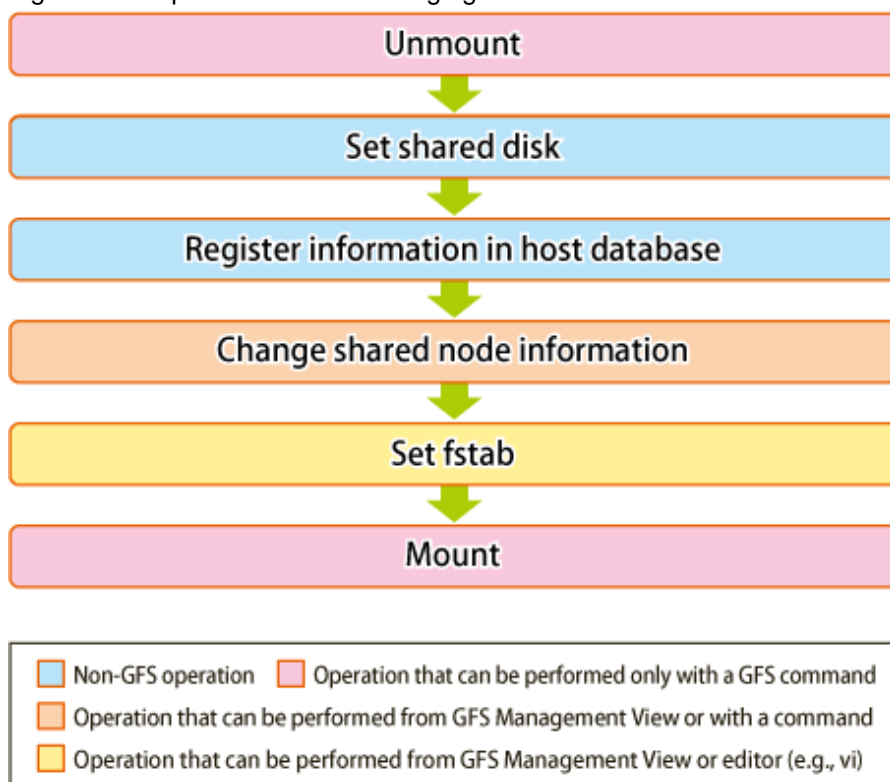 Unmount
Set shared disk
Register information in host database
Change shared node information
Set fstab
Mount
Non-GFS operation Operation that can be performed only with a GFS command
Operation that can be performed from GFS Management View or with a command
Operation that can be performed from GFS Management View or editor (e.g., vi)